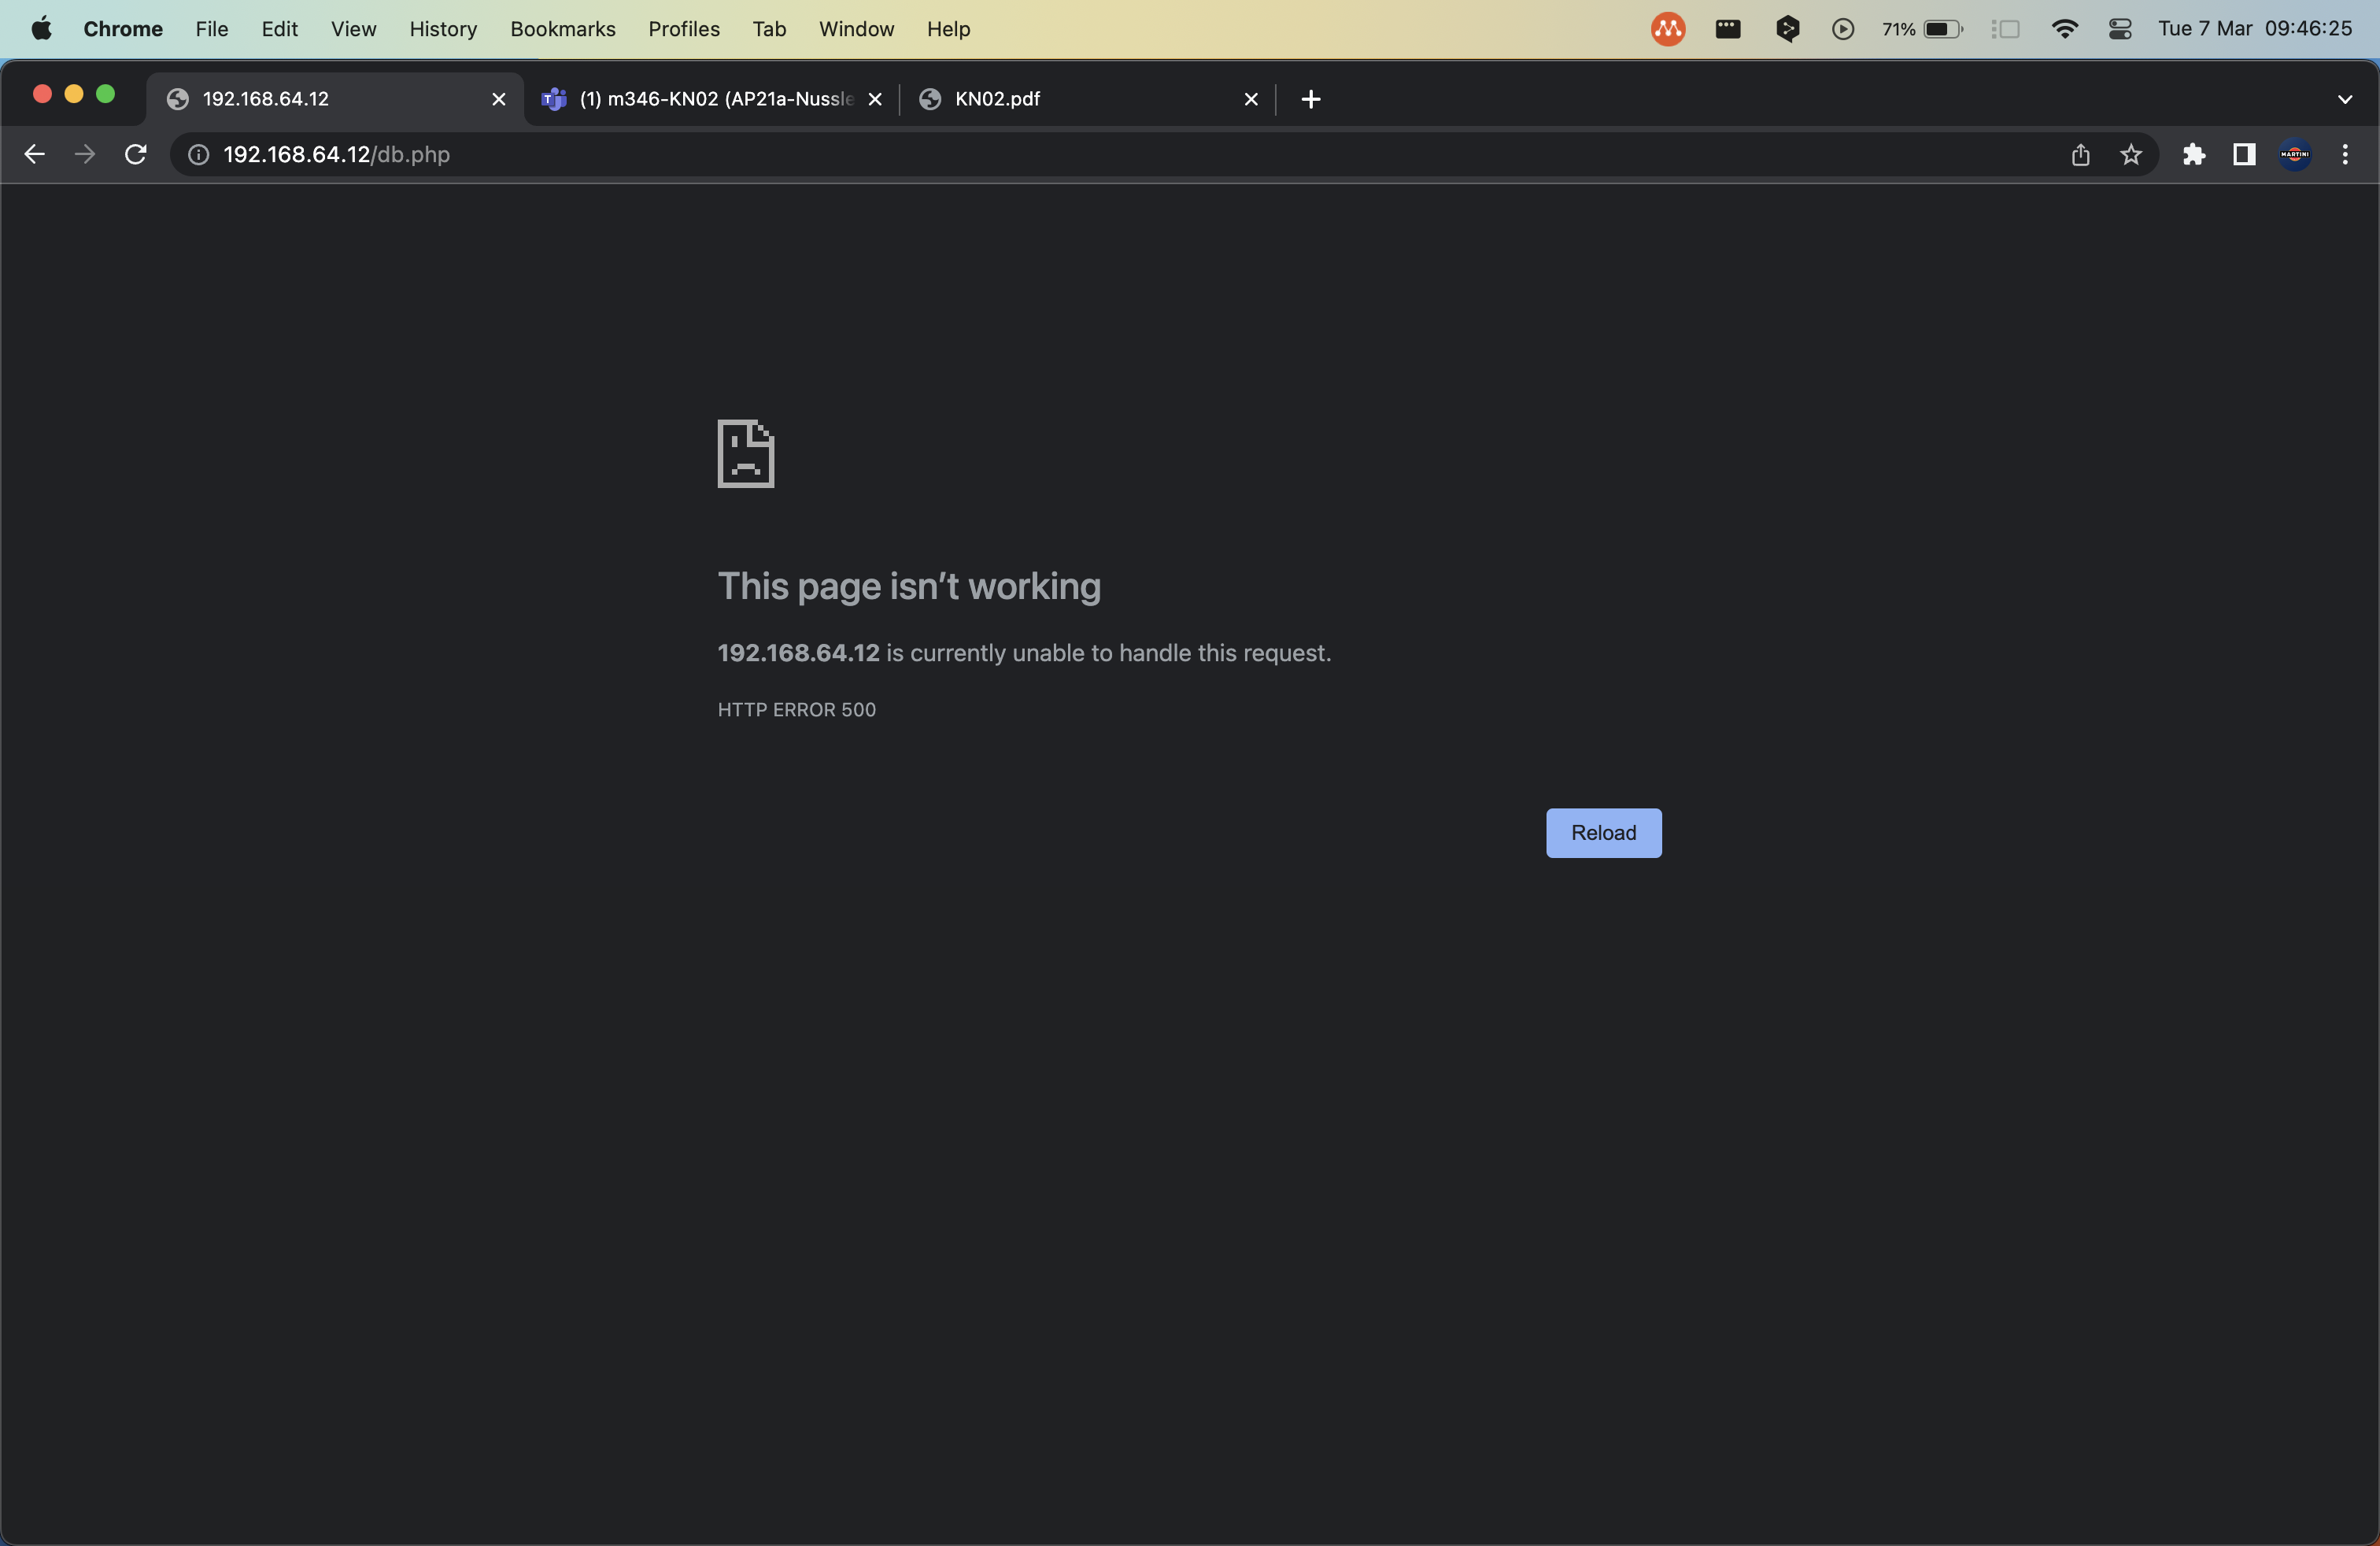 Chrome File Edit View History Bookmarks Profiles Tab Window Help 71% Tue 7 Mar 09:46:25
192.168.64.12 (1) m346-KN02 (AP21a-Nussle KN02.pdf
192.168.64.12/db.php MARTINI
This page isn’t working
192.168.64.12 is currently unable to handle this request.
HTTP ERROR 500
Reload